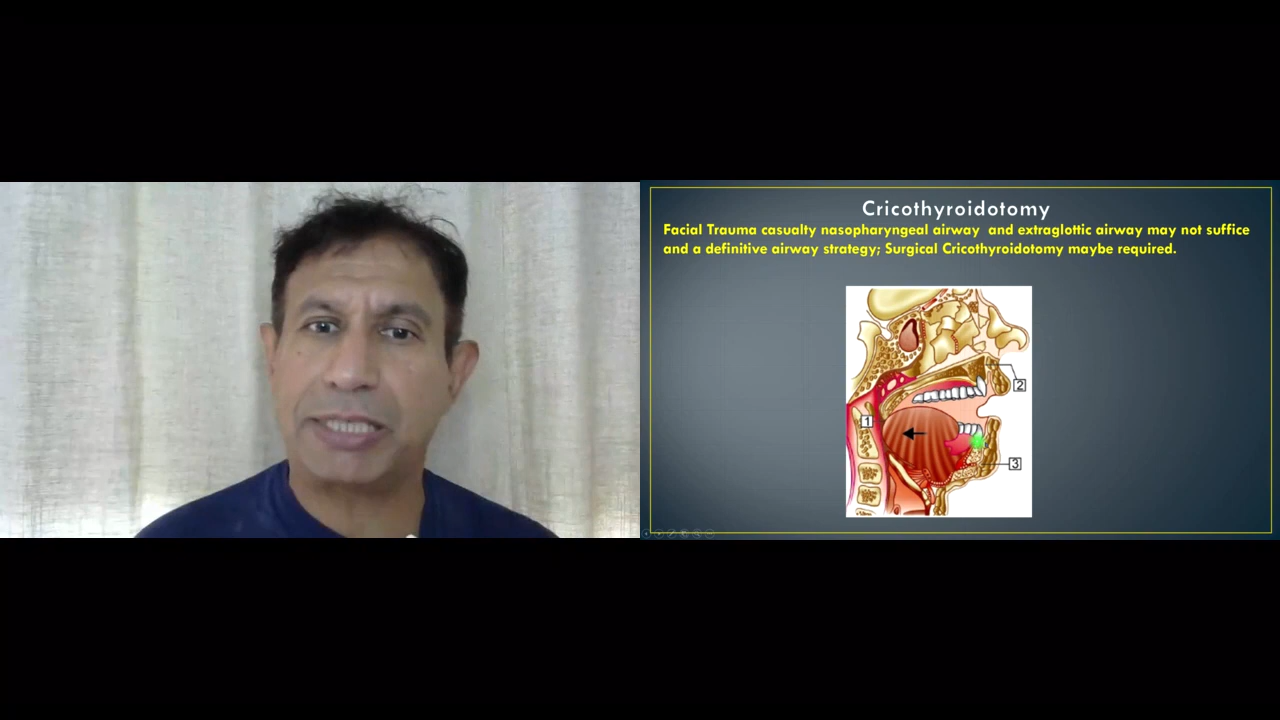 Cricothyroidotomy
Facial Trauma casualty nasopharyngeal airway and extraglottic airway may not suffice
and a definitive airway strategy; Surgical Cricothyroidotomy maybe required.
2
1
3